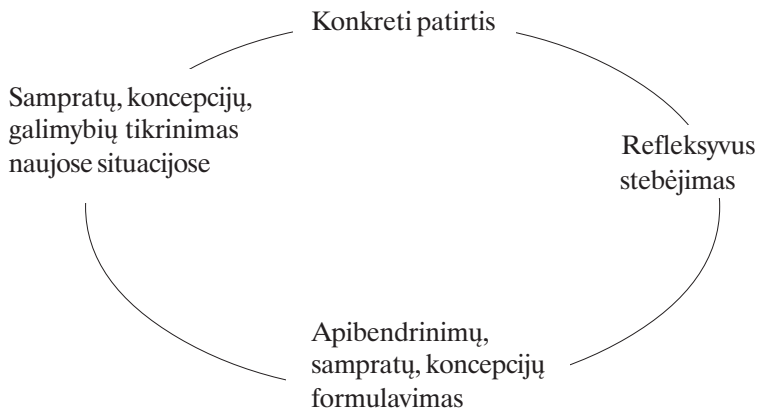 Konkreti patirtis
Sampratų, koncepcijų,
galimybių tikrinimas
naujose situacijose
Refleksyvus
stebėjimas
Apibendrinimų,
sampratų, koncepcijų
formulavimas